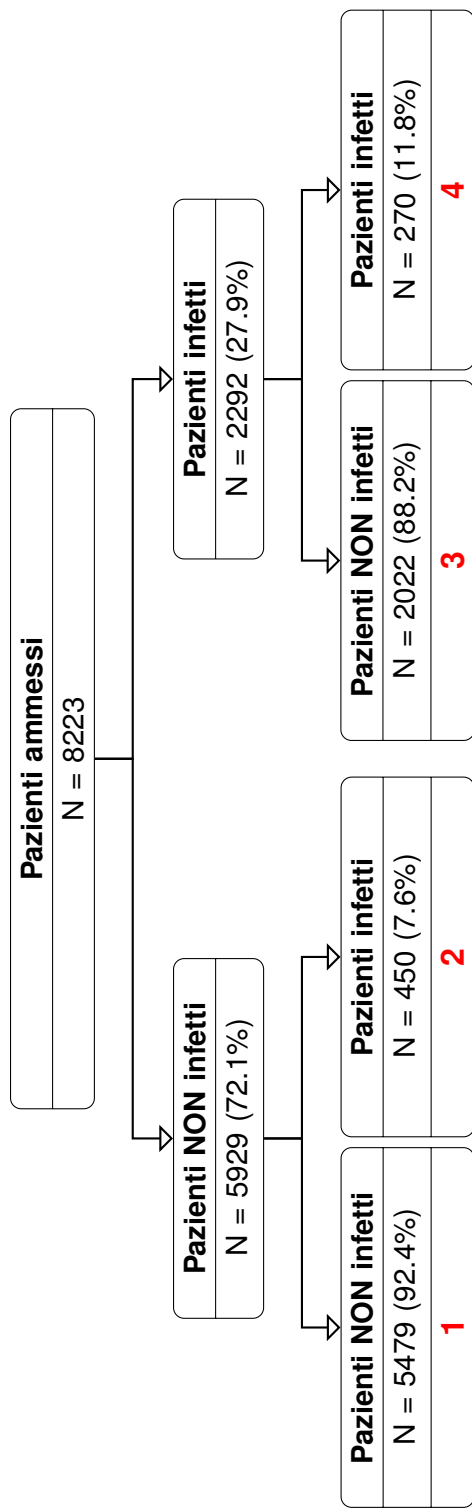 Pazienti ammessi
N = 8223
Pazienti NON infetti
N = 5929 (72.1%)
Pazienti infetti
N = 2292 (27.9%)
Pazienti NON infetti
N = 5479 (92.4%)
1
Pazienti infetti
N = 450 (7.6%)
2
Pazienti NON infetti
N = 2022 (88.2%)
3
Pazienti infetti
N = 270 (11.8%)
4